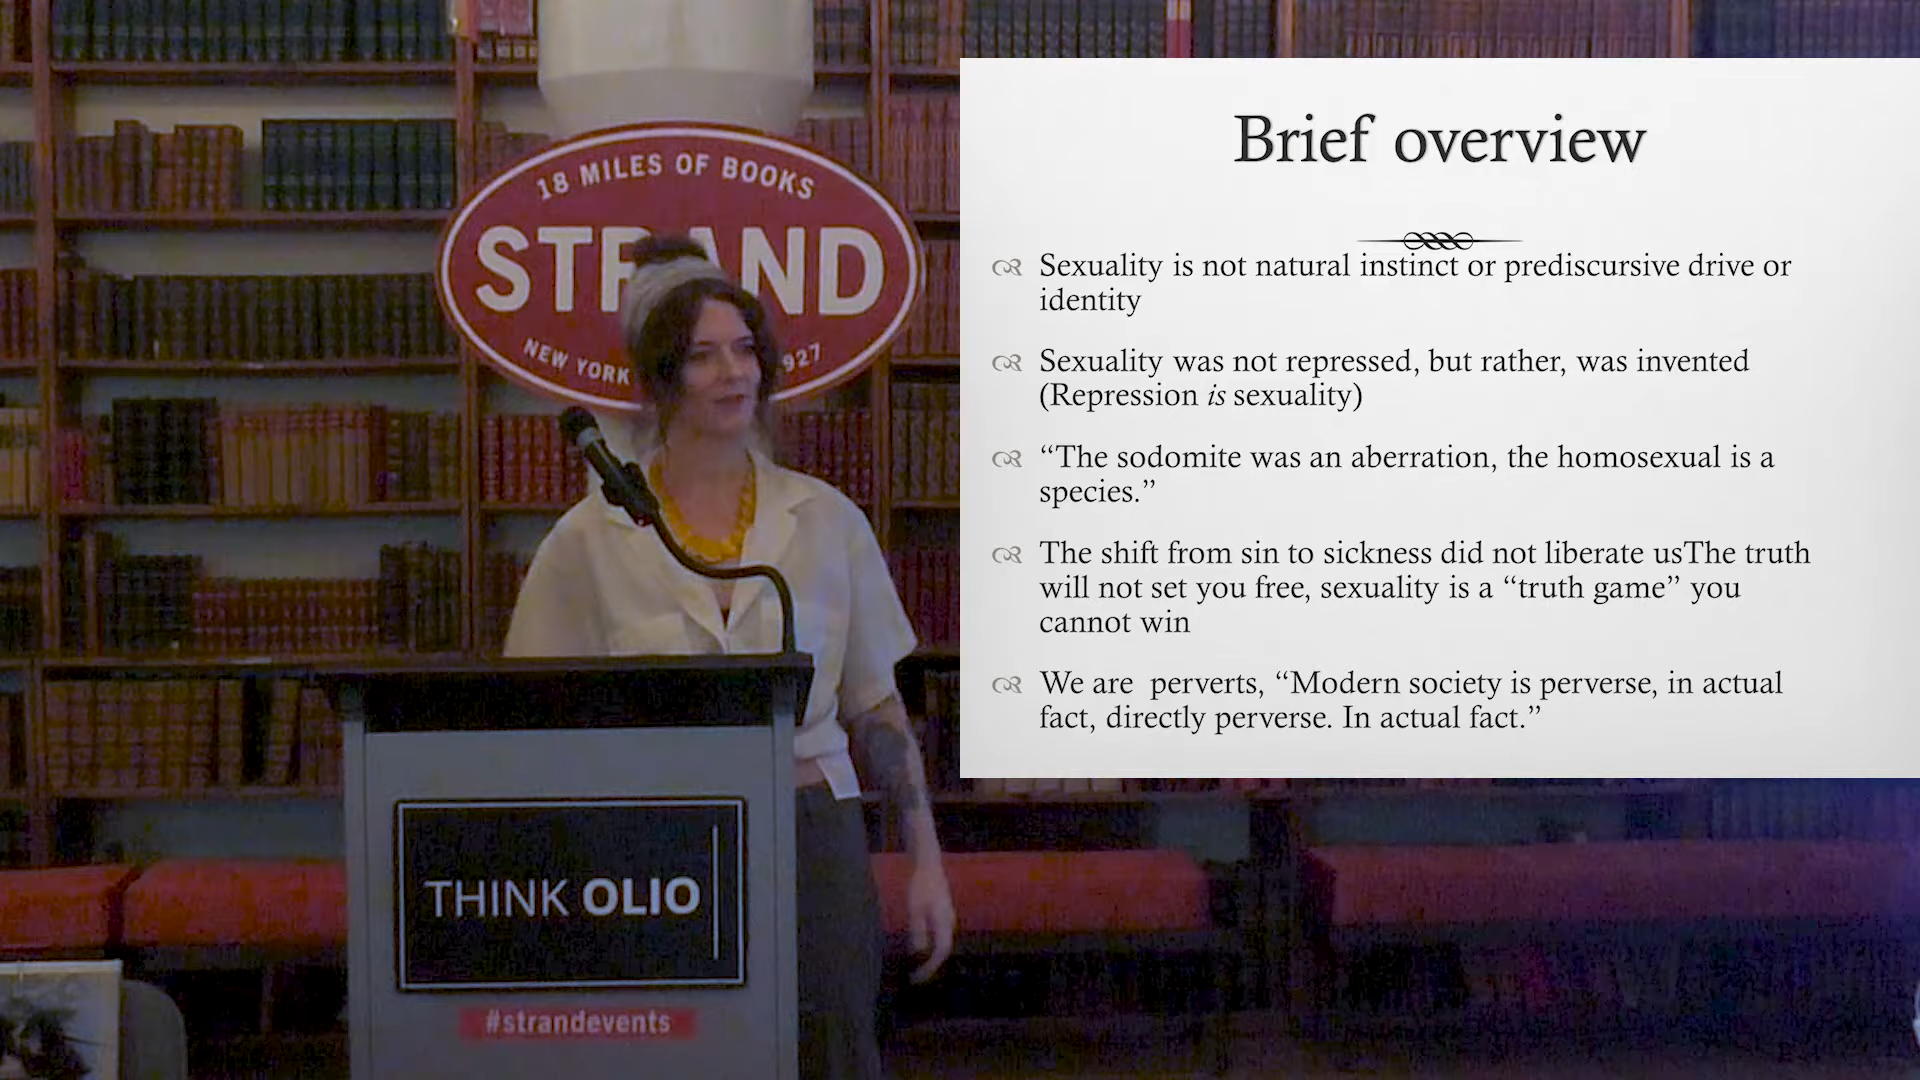 18 MILES OF BOOKS
STRAND
NEW YORK
927
THINK OLIO
#strandevents
Brief overview
Sexuality is not natural instinct or prediscursive drive or
identity
Sexuality was not repressed, but rather, was invented
(Repression is sexuality)
“The sodomite was an aberration, the homosexual is a
species.”
The shift from sin to sickness did not liberate usThe truth
will not set you free, sexuality is a “truth game” you
cannot win
We are  perverts, “Modern society is perverse, in actual
fact, directly perverse. In actual fact.”